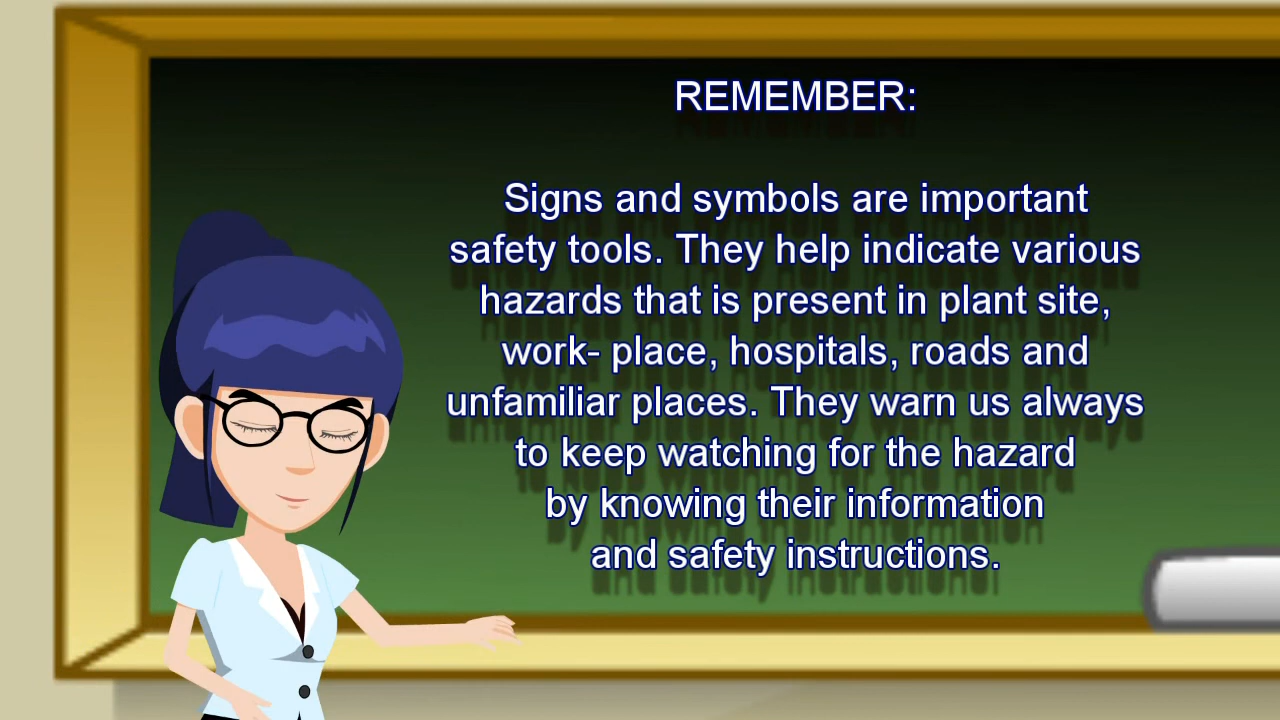 REMEMBER:
Signs and symbols are important
safety tools. They help indicate various
hazards that is present in plant site,
work- place, hospitals, roads and
unfamiliar places. They warn us always
to keep watching for the hazard
by knowing their information
and safety instructions.